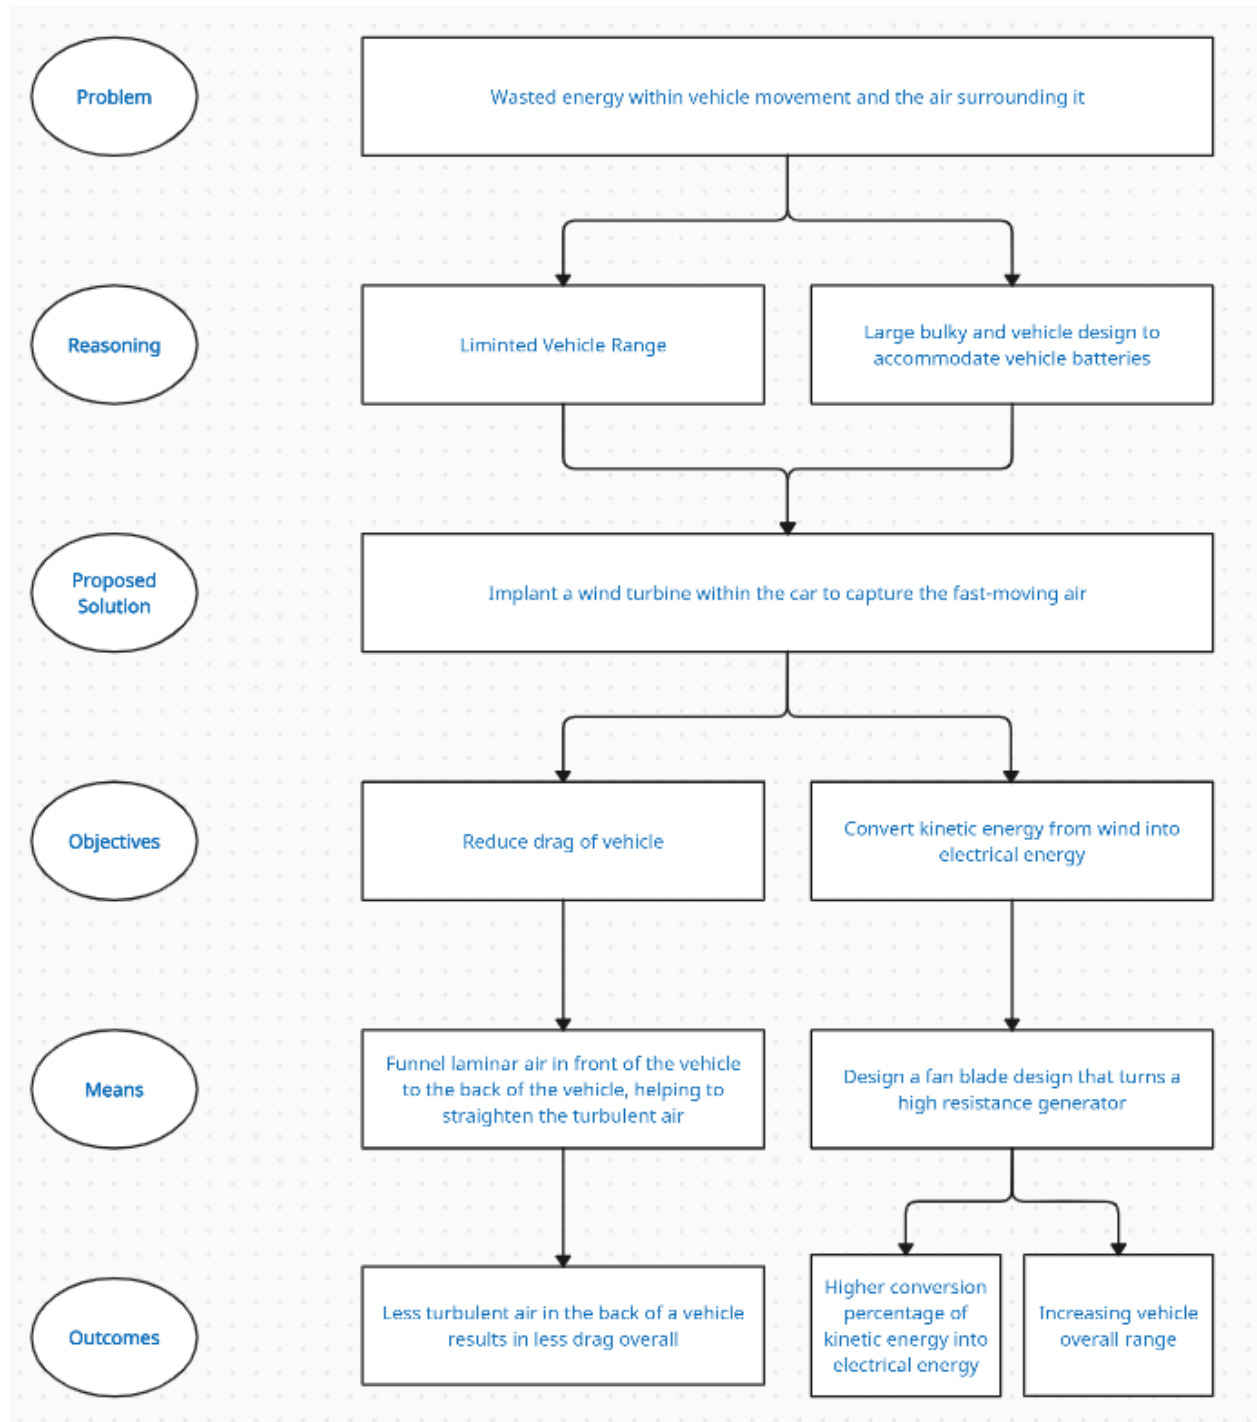 Problem
Wasted energy within vehicle movement and the air surrounding it
Reasoning
Liminted Vehicle Range
Large bulky and vehicle design to
accommodate vehicle batteries
Proposed
Solution
Implant a wind turbine within the car to capture the fast-moving air
Objectives
Reduce drag of vehicle
Convert kinetic energy from wind into
electrical energy
Means
Funnel laminar air in front of the vehicle
to the back of the vehicle, helping to
straighten the turbulent air
Design a fan blade design that turns a
high resistance generator
Outcomes
Less turbulent air in the back of a vehicle
results in less drag overall
Higher conversion
percentage of
kinetic energy into
electrical energy
Increasing vehicle
overall range